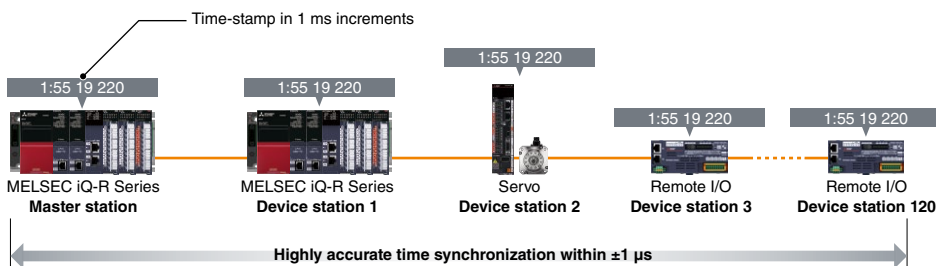 Time-stamp in 1 ms increments
1:55 19 220
1:55 19 220
1:55 19 220
1:55 19 220
1:55 19 220
MELSEC iQ-R Series
Master station
MELSEC iQ-R Series
Device station 1
Servo
Device station 2
Remote I/O
Device station 3
Remote I/O
Device station 120
Highly accurate time synchronization within ±1 µs